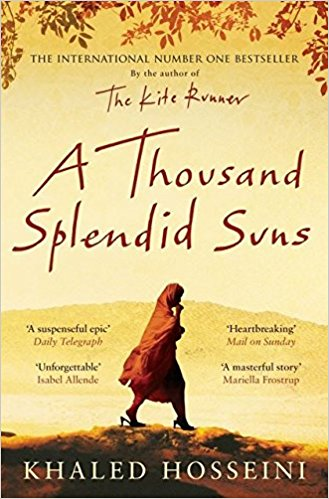 THE INTERNATIONAL NUMBER ONE BESTSELLER
By the author of
The Kite Runner
A Thousand
Splendid Suns
‘A suspenseful epic’
Daily Telegraph
‘Heartbreaking’
Mail on Sunday
‘Unforgettable’
Isabel Allende
‘A masterful story’
Mariella Frostrup
KHALED HOSSEINI